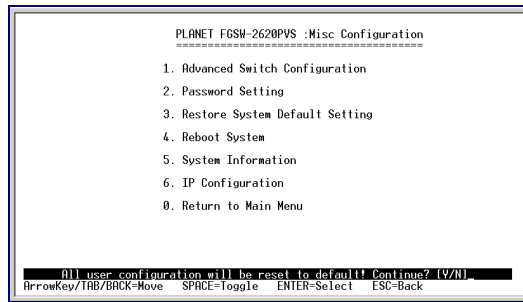 PLANET FGSW-2620PVS :Misc Configuration
=======================================
1. Advanced Switch Configuration
2. Password Setting
3. Restore System Default Setting
4. Reboot System
5. System Information
6. IP Configuration
0. Return to Main Menu
All user configuration will be reset to default! Continue? [Y/N]_
ArrowKey/TAB/BACK=Move SPACE=Toggle ENTER=Select ESC=Back